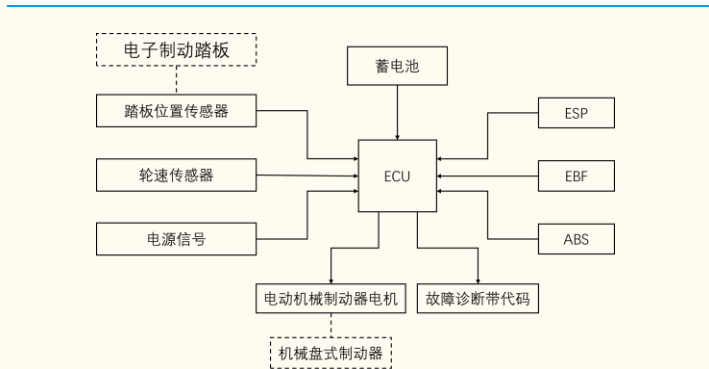 电子制动踏板
蓄电池
踏板位置传感器
ESP
轮速传感器
ECU
EBF
电源信号
ABS
电动机械制动器电机
故障诊断带代码
机械盘式制动器